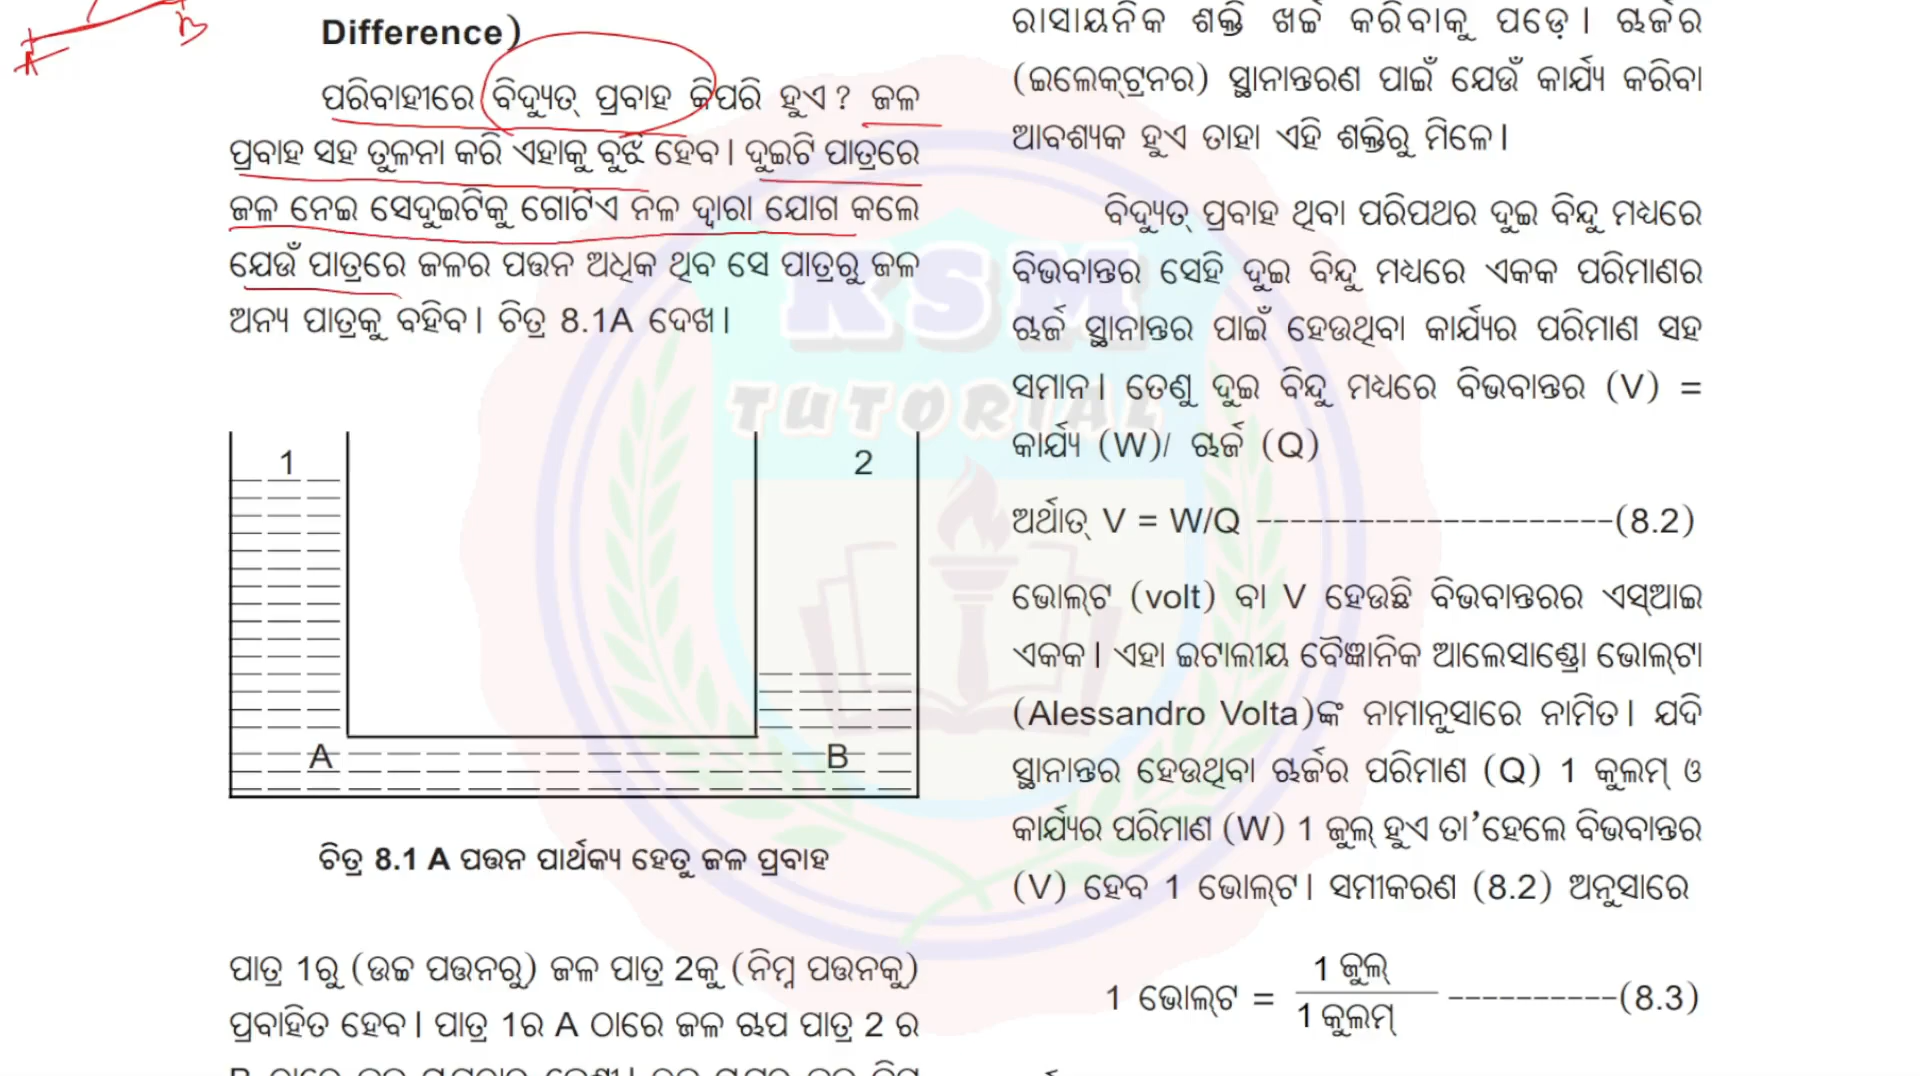 B
A
Difference)
ପରିବାହୀରେ ବିଦ୍ୟୁତ୍ ପ୍ରବାହ କିପରି ହୁଏ ? ଜଳ
ପ୍ରବାହ ସହ ତୁଳନା କରି ଏହାକୁ ବୁଝି ହେବ । ଦୁଇଟି ପାତ୍ରରେ
ଜଳ ନେଇ ସେଦୁଇଟିକୁ ଗୋଟିଏ ନଳ ଦ୍ୱାରା ଯୋଗ କଲେ
ଯେଉଁ ପାତ୍ରରେ ଜଳର ପତ୍ତନ ଅଧିକ ଥିବ ସେ ପାତ୍ରରୁ ଜଳ
ଅନ୍ୟ ପାତ୍ରକୁ ବହିବ । ଚିତ୍ର 8.1A ଦେଖ ।
1
2
A
B
ଚିତ୍ର 8.1 A ପତ୍ତନ ପାର୍ଥକ୍ୟ ହେତୁ ଜଳ ପ୍ରବାହ
ପାତ୍ର 1ରୁ (ଉଚ୍ଚ ପତ୍ତନରୁ) ଜଳ ପାତ୍ର 2କୁ (ନିମ୍ନ ପତ୍ତନକୁ)
ପ୍ରବାହିତ ହେବ । ପାତ୍ର 1ର A ଠାରେ ଜଳ ଚାପ ପାତ୍ର 2 ର
ରାସାୟନିକ ଶକ୍ତି ଖର୍ଚ୍ଚ କରିବାକୁ ପଡ଼େ । ଚାର୍ଜର
(ଇଲେକ୍ଟ୍ରନର) ସ୍ଥାନାନ୍ତରଣ ପାଇଁ ଯେଉଁ କାର୍ଯ୍ୟ କରିବା
ଆବଶ୍ୟକ ହୁଏ ତାହା ଏହି ଶକ୍ତିରୁ ମିଳେ ।
ବିଦ୍ୟୁତ୍ ପ୍ରବାହ ଥିବା ପରିପଥର ଦୁଇ ବିନ୍ଦୁ ମଧ୍ୟରେ
ବିଭବାନ୍ତର ସେହି ଦୁଇ ବିନ୍ଦୁ ମଧ୍ୟରେ ଏକକ ପରିମାଣର
ଚାର୍ଜ ସ୍ଥାନାନ୍ତର ପାଇଁ ହେଉଥିବା କାର୍ଯ୍ୟର ପରିମାଣ ସହ
ସମାନ । ତେଣୁ ଦୁଇ ବିନ୍ଦୁ ମଧ୍ୟରେ ବିଭବାନ୍ତର (V) =
କାର୍ଯ୍ୟ (W)/ ଚାର୍ଜ (Q)
ଅର୍ଥାତ୍ V = W/Q ---------------------(8.2)
ଭୋଲ୍‌ଟ (volt) ବା V ହେଉଛି ବିଭବାନ୍ତରର ଏସ୍‌ଆଇ
ଏକକ । ଏହା ଇଟାଲୀୟ ବୈଜ୍ଞାନିକ ଆଲେସାଣ୍ଡ୍ରୋ ଭୋଲ୍‌ଟା
(Alessandro Volta)ଙ୍କ ନାମାନୁସାରେ ନାମିତ । ଯଦି
ସ୍ଥାନାନ୍ତର ହେଉଥିବା ଚାର୍ଜର ପରିମାଣ (Q) 1 କୁଲମ୍ ଓ
କାର୍ଯ୍ୟର ପରିମାଣ (W) 1 ଜୁଲ୍ ହୁଏ ତା'ହେଲେ ବିଭବାନ୍ତର
(V) ହେବ 1 ଭୋଲ୍‌ଟ । ସମୀକରଣ (8.2) ଅନୁସାରେ
1 ଭୋଲ୍‌ଟ = 1 ଜୁଲ୍ / 1 କୁଲମ୍ ----------(8.3)
KSM
TUTORIAL